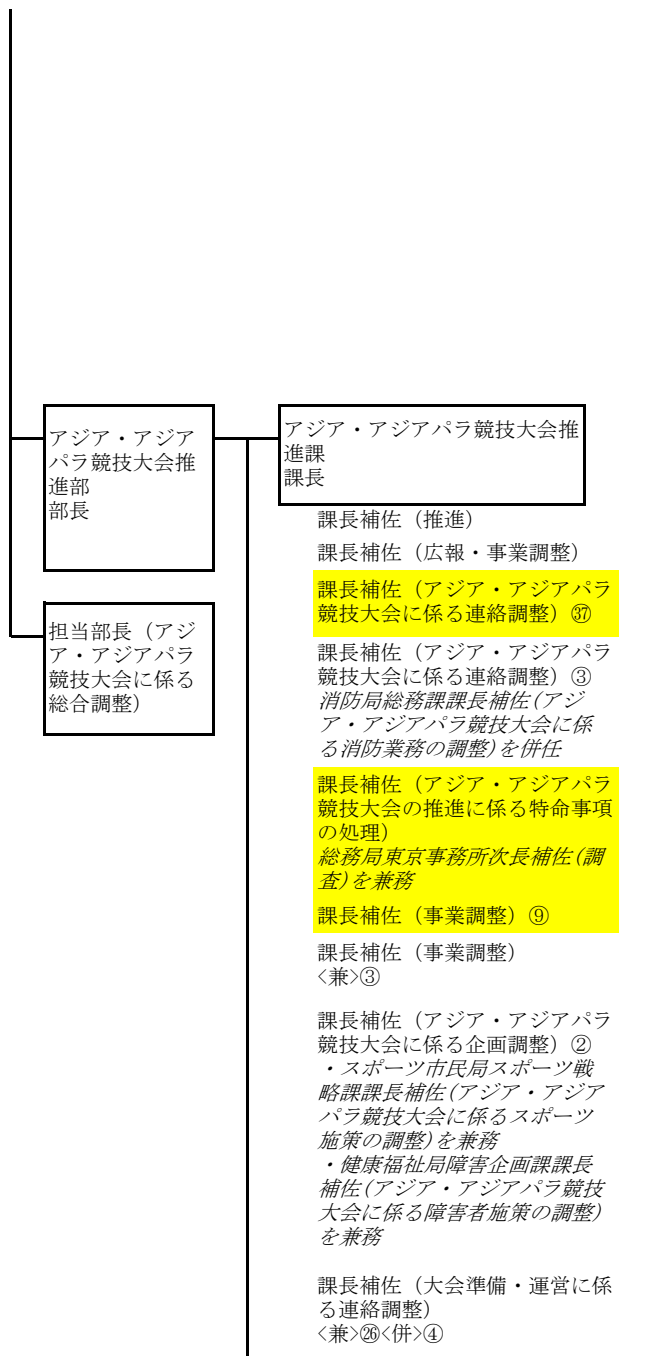 アジア・アジア
パラ競技大会推
進部
部長
担当部長（アジ
ア・アジアパラ
競技大会に係る
総合調整）
アジア・アジアパラ競技大会推
進課
課長
課長補佐（推進）
課長補佐（広報・事業調整）
課長補佐（アジア・アジアパラ
競技大会に係る連絡調整）㊲
課長補佐（アジア・アジアパラ
競技大会に係る連絡調整）③
消防局総務課課長補佐(アジ
ア・アジアパラ競技大会に係
る消防業務の調整)を併任
課長補佐（アジア・アジアパラ
競技大会の推進に係る特命事項
の処理）
総務局東京事務所次長補佐(調
査)を兼務
課長補佐（事業調整）⑨
課長補佐（事業調整）
<兼>③
課長補佐（アジア・アジアパラ
競技大会に係る企画調整）②
・スポーツ市民局スポーツ戦
略課課長補佐(アジア・アジア
パラ競技大会に係るスポーツ
施策の調整)を兼務
・健康福祉局障害企画課課長
補佐(アジア・アジアパラ競技
大会に係る障害者施策の調整)
を兼務
課長補佐（大会準備・運営に係
る連絡調整）
<兼>㉖<併>④